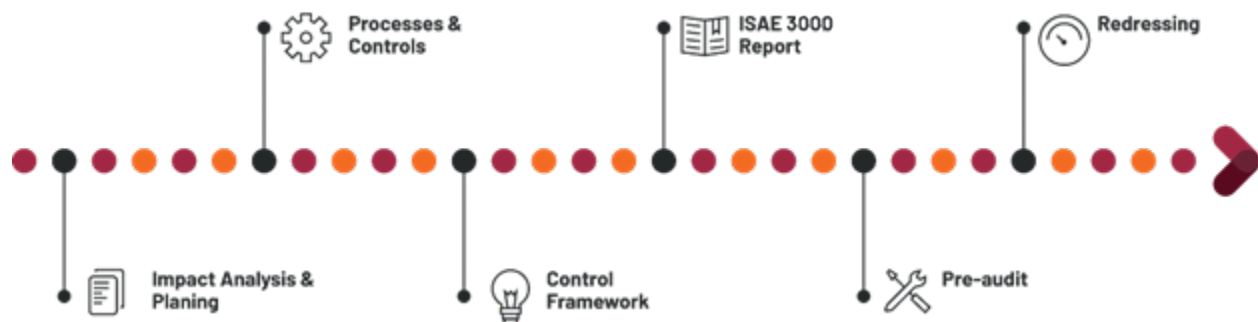 Processes &
Controls
ISAE 3000
Report
Redressing
Impact Analysis &
Planing
Control
Framework
Pre-audit